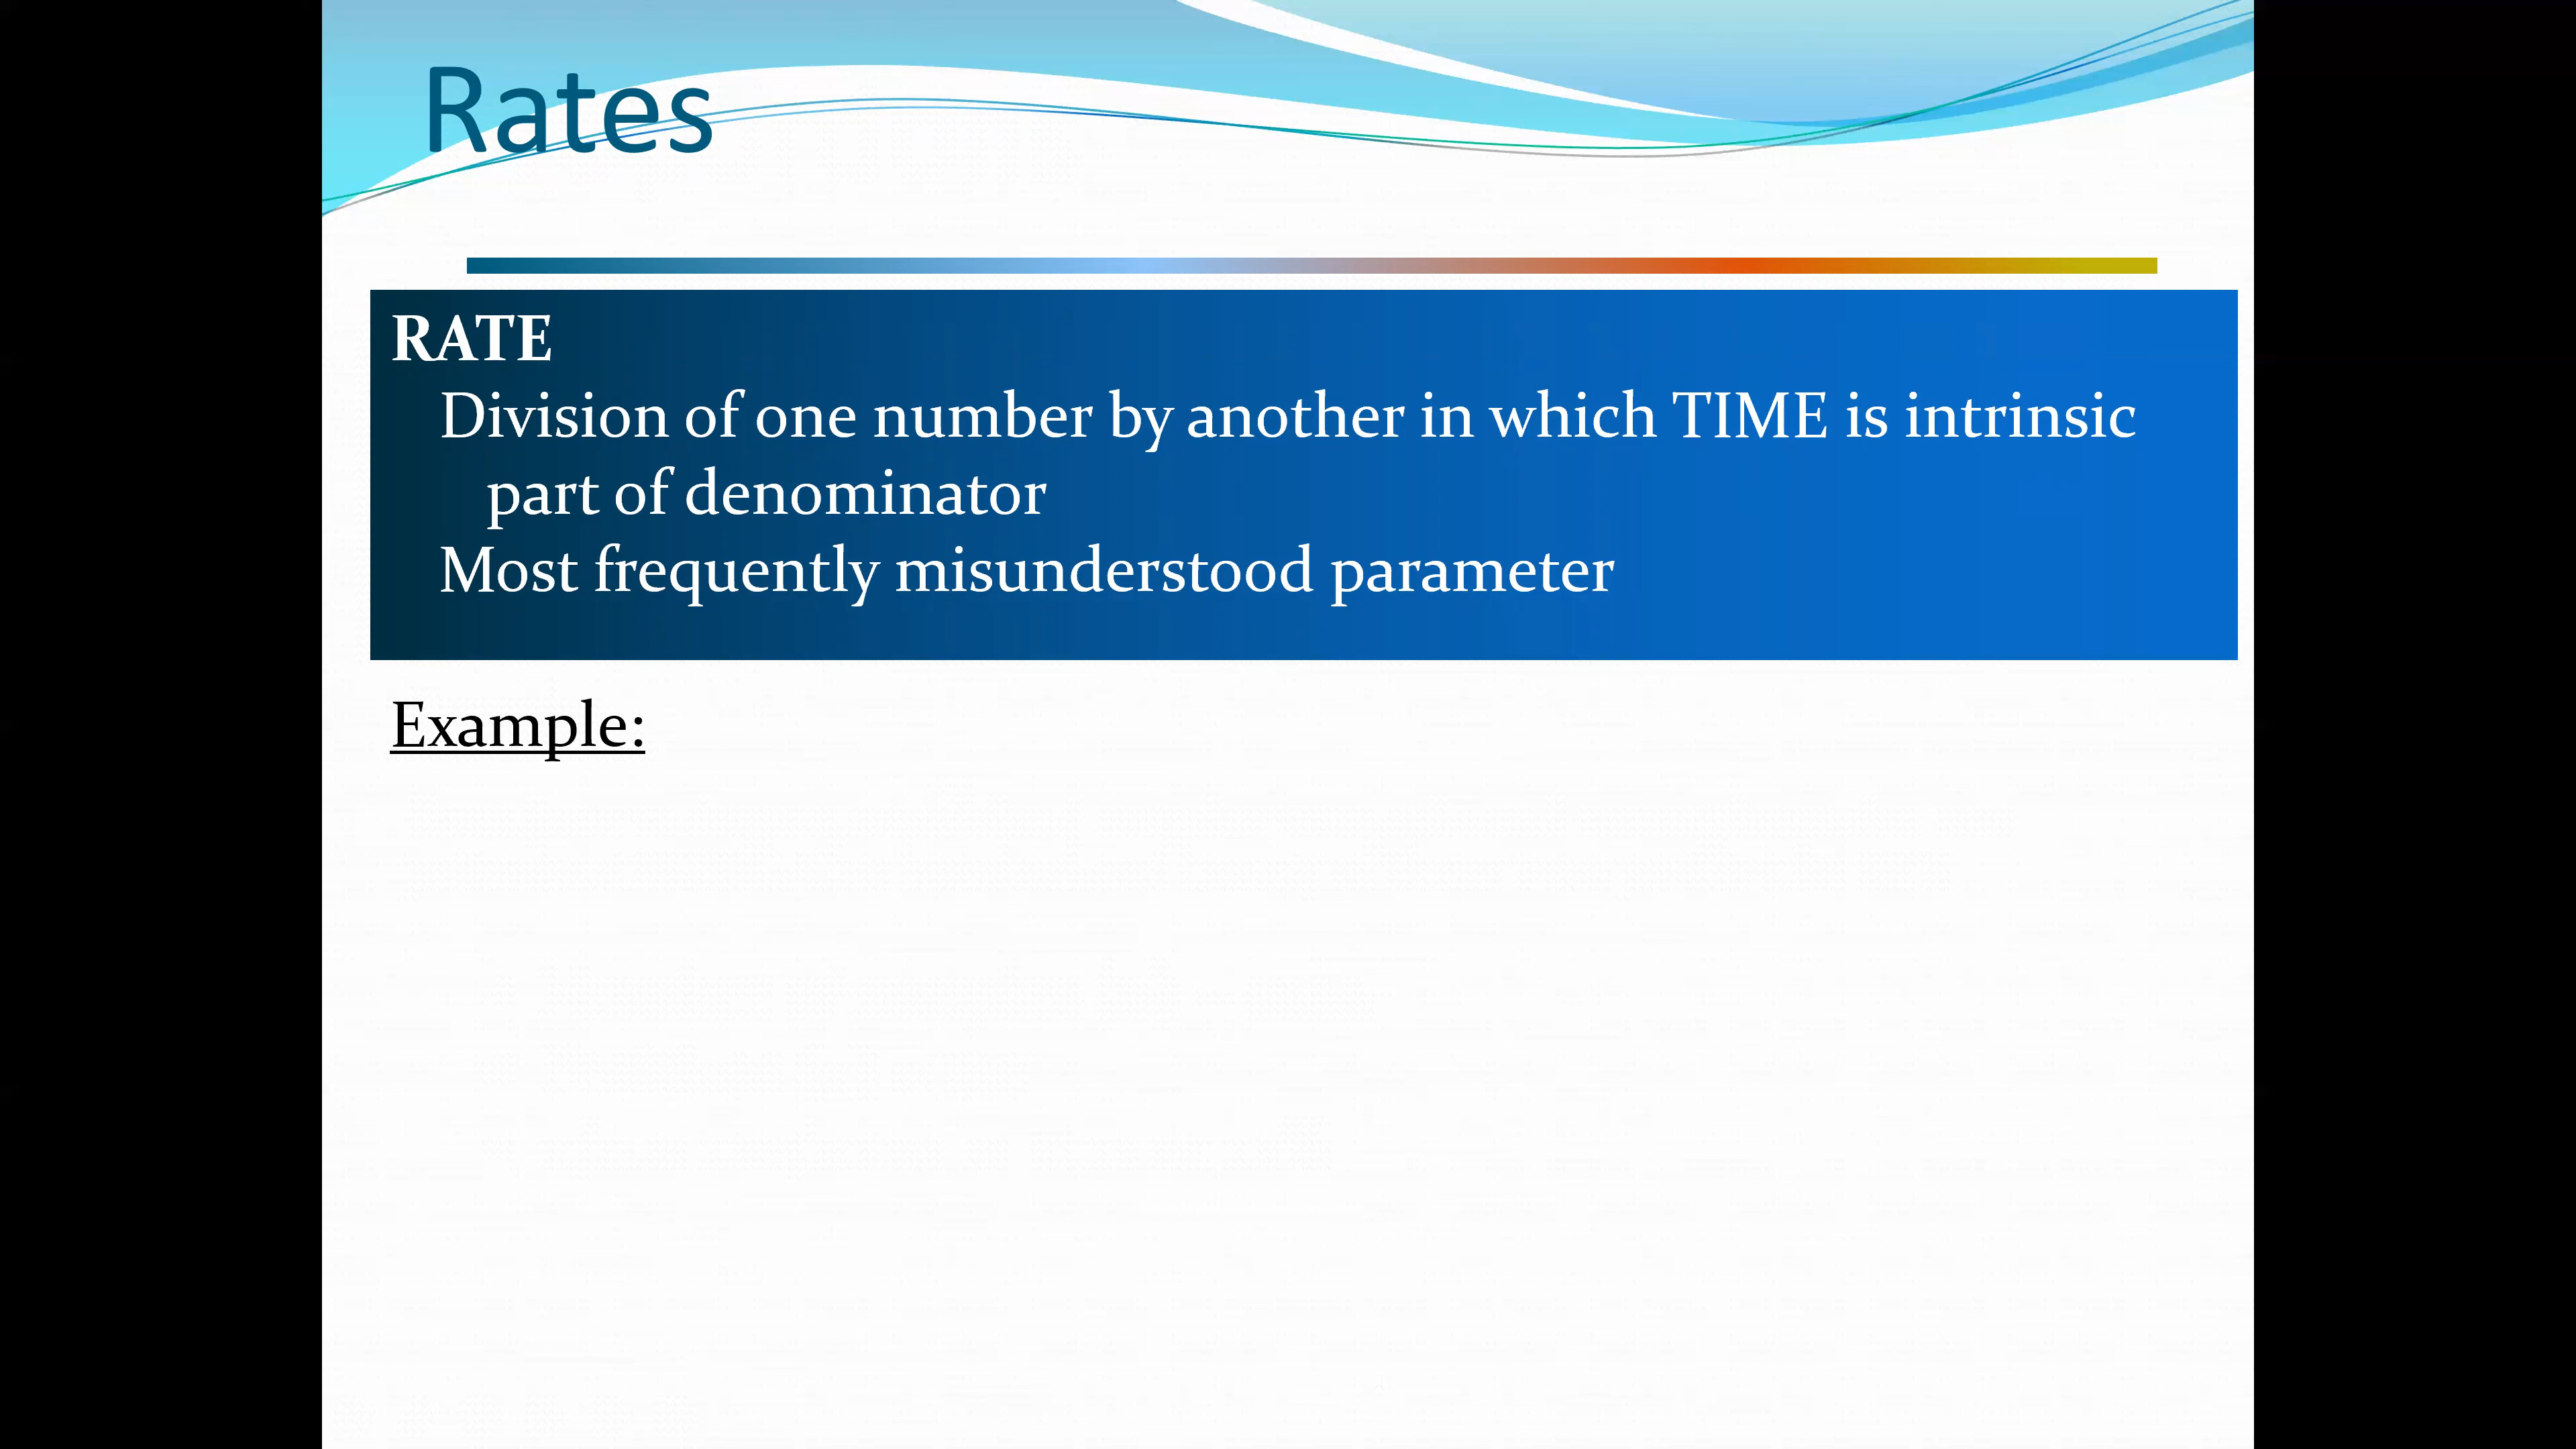 Rates
RATE
Division of one number by another in which TIME is intrinsic
part of denominator
Most frequently misunderstood parameter
Example: